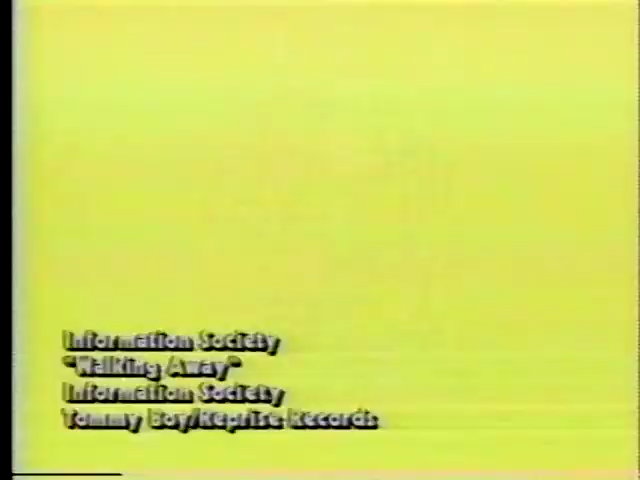 Information Society
"Walking Away"
Information Society
Tommy Boy/Reprise Records